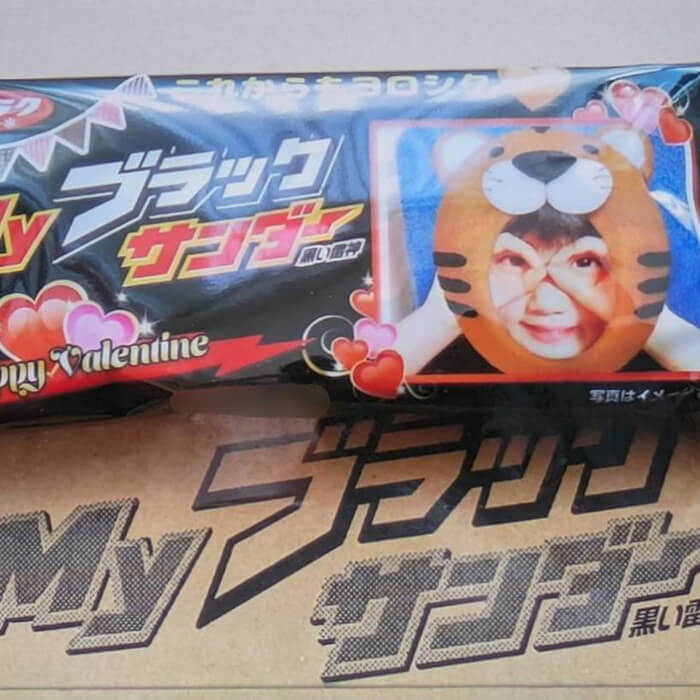 これからもヨロシク
My ブラック
サンダー
黒い雷神
Happy Valentine
写真はイメージ
My ブラック
サンダー
黒い雷